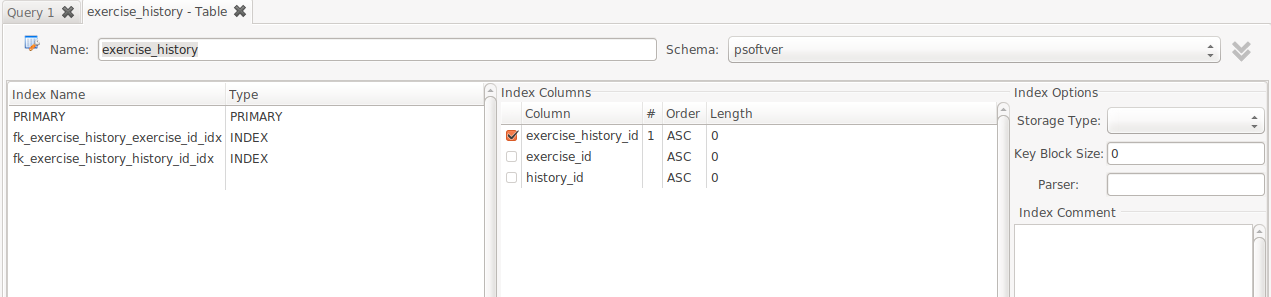 Query 1
exercise_history - Table
Name: exercise_history Schema: psoftver
Index Name Type
PRIMARY PRIMARY
fk_exercise_history_exercise_id_idx INDEX
fk_exercise_history_history_id_idx INDEX
Index Columns
Column # Order Length
exercise_history_id 1 ASC 0
exercise_id ASC 0
history_id ASC 0
Index Options
Storage Type:
Key Block Size: 0
Parser:
Index Comment